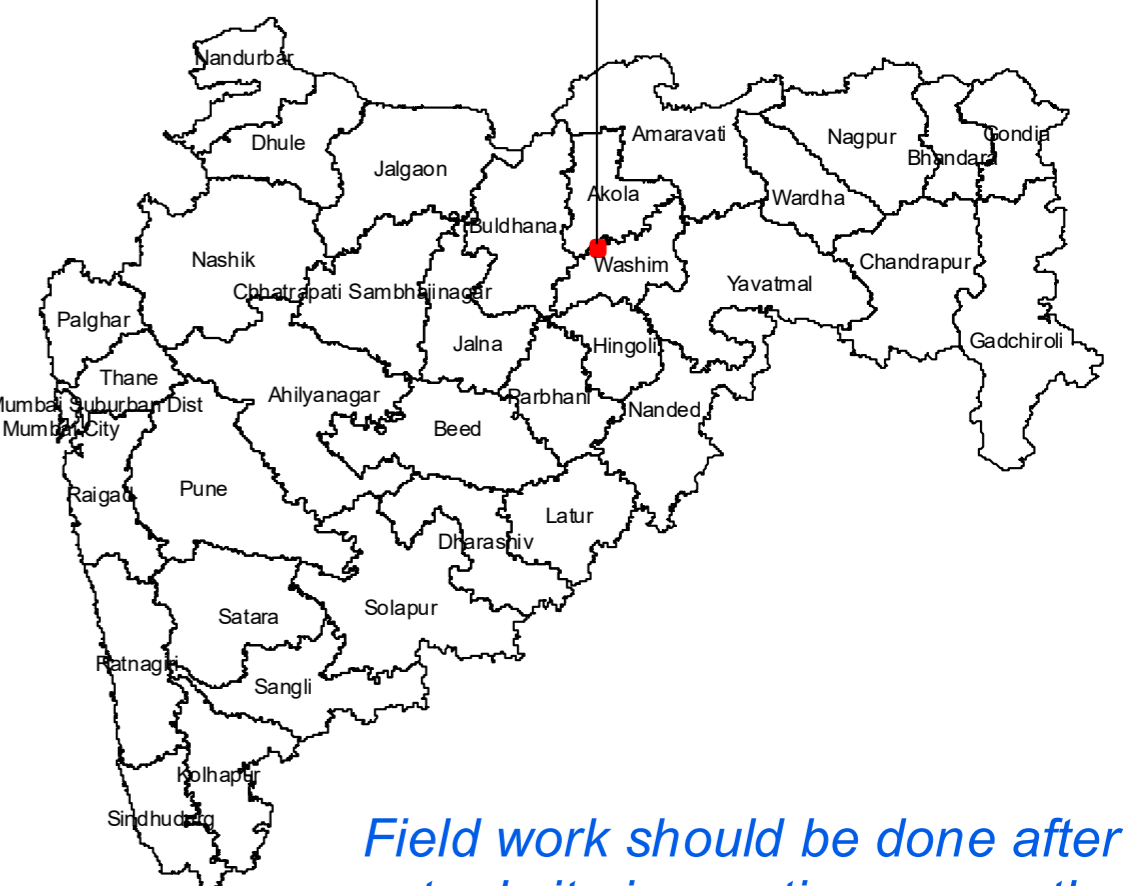 Nandurbar
Amaravati
Nagpur
Gondia
Dhule
Bhandara
Jalgaon
Akola
Wardha
Buldhana
Nashik
Washim
Chandrapur
Yavatmal
Chhatrapati Sambhajinagar
Palghar
Jalna
Hingoli
Gadchiroli
Thane
Ahilyanagar
Parbhani
Mumbai Suburban Dist
Nanded
Mumbai City
Beed
Raigad
Pune
Latur
Dharashiv
Solapur
Satara
Ratnagiri
Sangli
Kolhapur
Sindhudurg
Field work should be done after